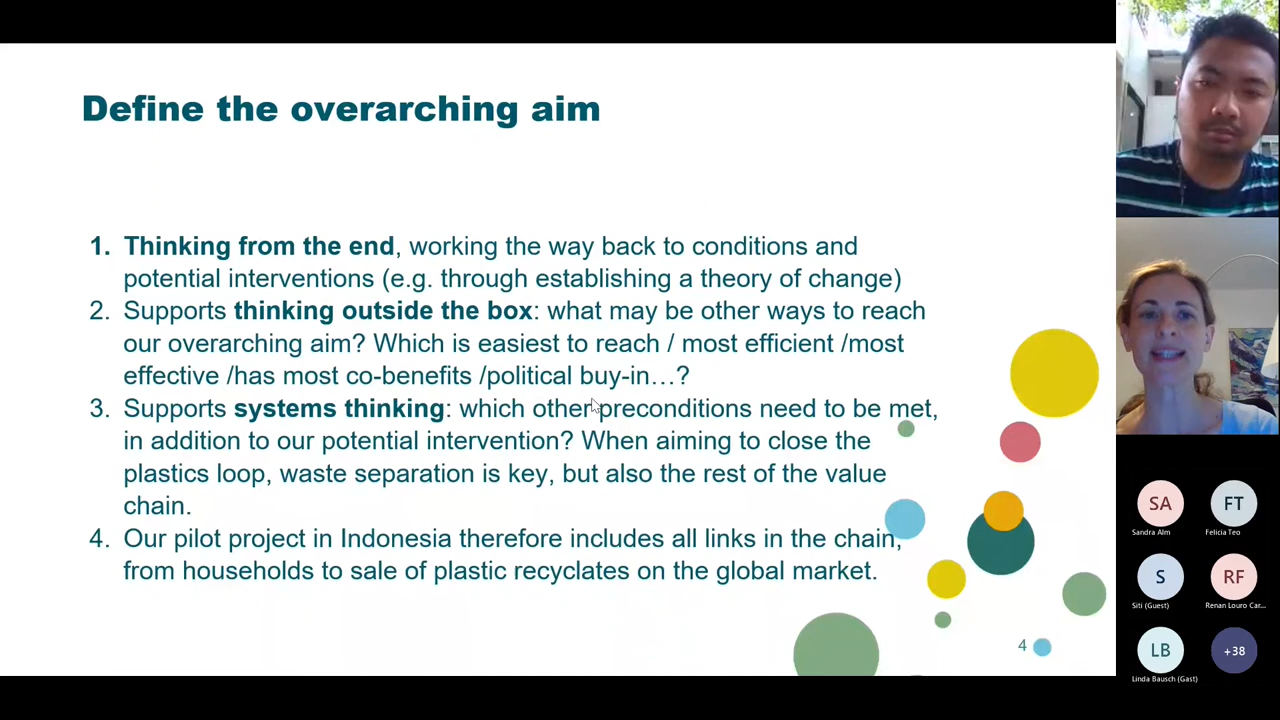 Define the overarching aim
1. Thinking from the end, working the way back to conditions and
potential interventions (e.g. through establishing a theory of change)
2. Supports thinking outside the box: what may be other ways to reach
our overarching aim? Which is easiest to reach / most efficient /most
effective /has most co-benefits /political buy-in…?
3. Supports systems thinking: which other preconditions need to be met,
in addition to our potential intervention? When aiming to close the
plastics loop, waste separation is key, but also the rest of the value
chain.
4. Our pilot project in Indonesia therefore includes all links in the chain,
from households to sale of plastic recyclates on the global market.
4
SA
FT
Sandra Alm
Felicia Teo
S
RF
Siti (Guest)
Renan Louro Car...
LB
+38
Linda Bausch (Gast)